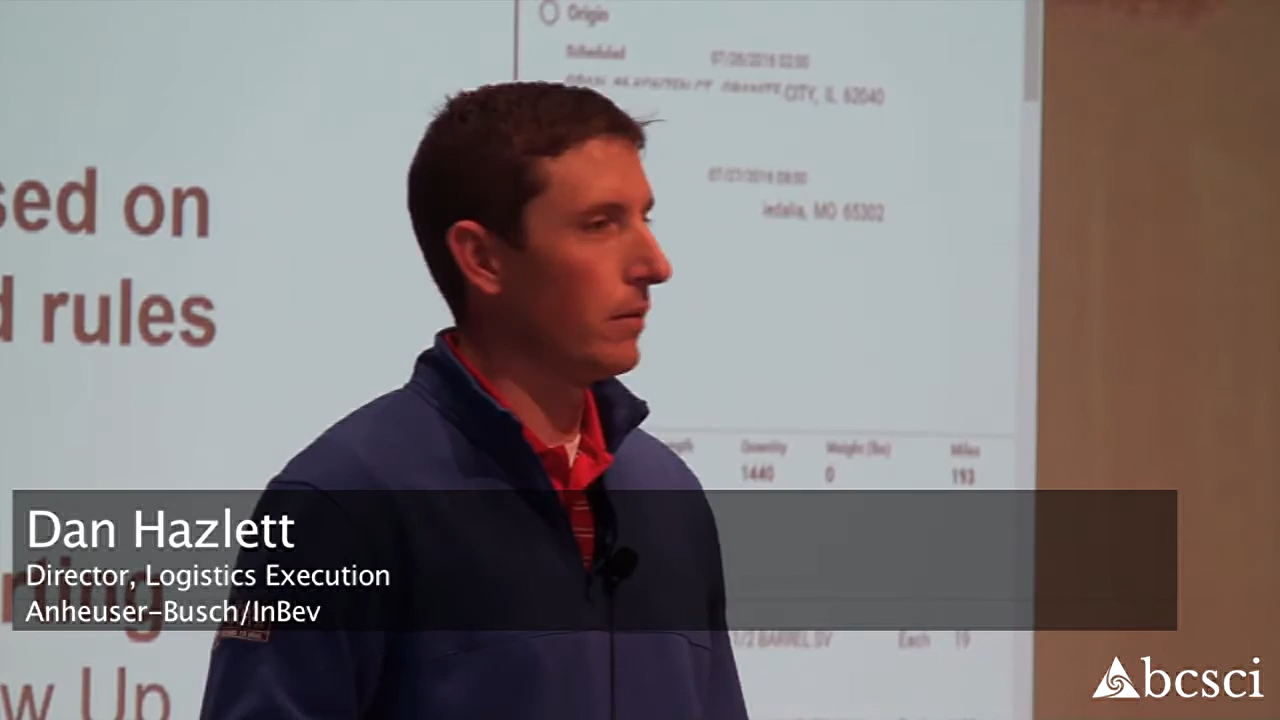 Origin
Scheduled 07/26/2016 02:00
CITY, IL 62040
sed on
07/27/2016 08:00
edalia, MO 65302
d rules
Quantity Weight (lbs) Miles
1440 0 193
Dan Hazlett
Director, Logistics Execution
Anheuser-Busch/InBev
rting
1/2 BARREL SV Each 19
w Up
bcsci